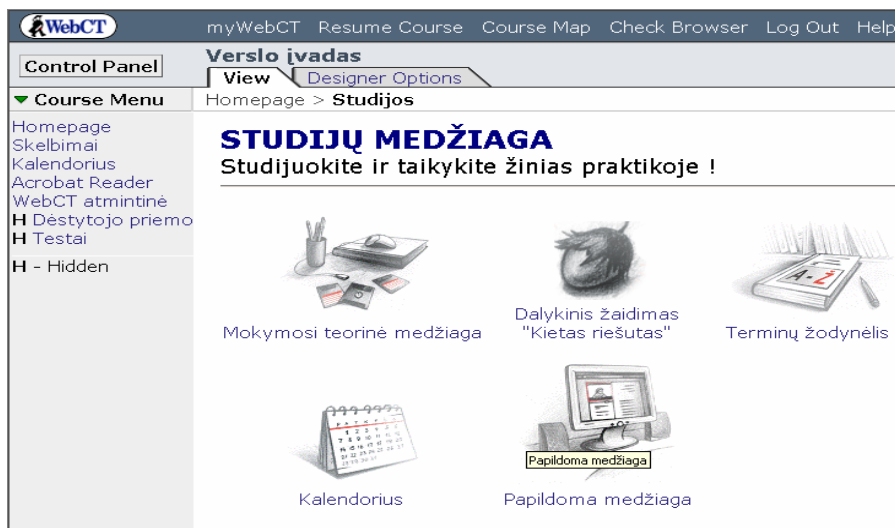 WebCT
myWebCT Resume Course Course Map Check Browser Log Out Help
Control Panel
Verslo įvadas
View Designer Options
Course Menu
Homepage > Studijos
Homepage
Skelbimai
Kalendorius
Acrobat Reader
WebCT atmintinė
H Dėstytojo priemo
H Testai
H - Hidden
STUDIJŲ MEDŽIAGA
Studijuokite ir taikykite žinias praktikoje !
A-Ž
Mokymosi teorinė medžiaga
Dalykinis žaidimas
"Kietas riešutas"
Terminų žodynėlis
Papildoma medžiaga
Kalendorius
Papildoma medžiaga